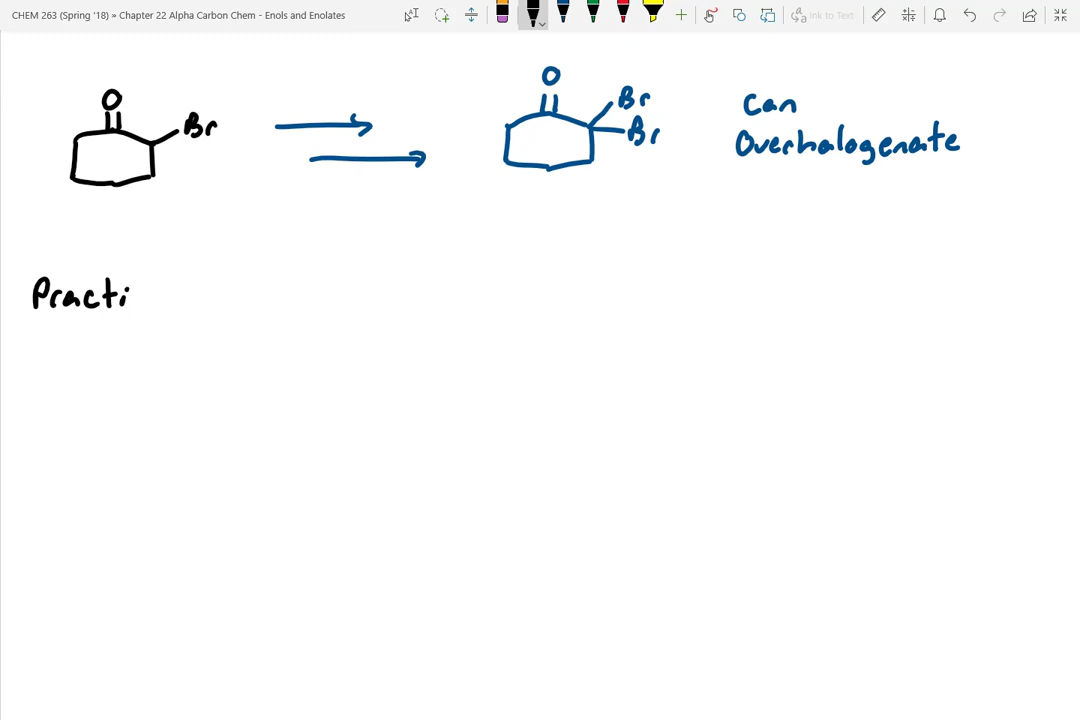 CHEM 263 (Spring '18) » Chapter 22 Alpha Carbon Chem - Enols and Enolates
Ink to Text
O
Br
O
Br
Br
Can
Overhalogenate
Practi